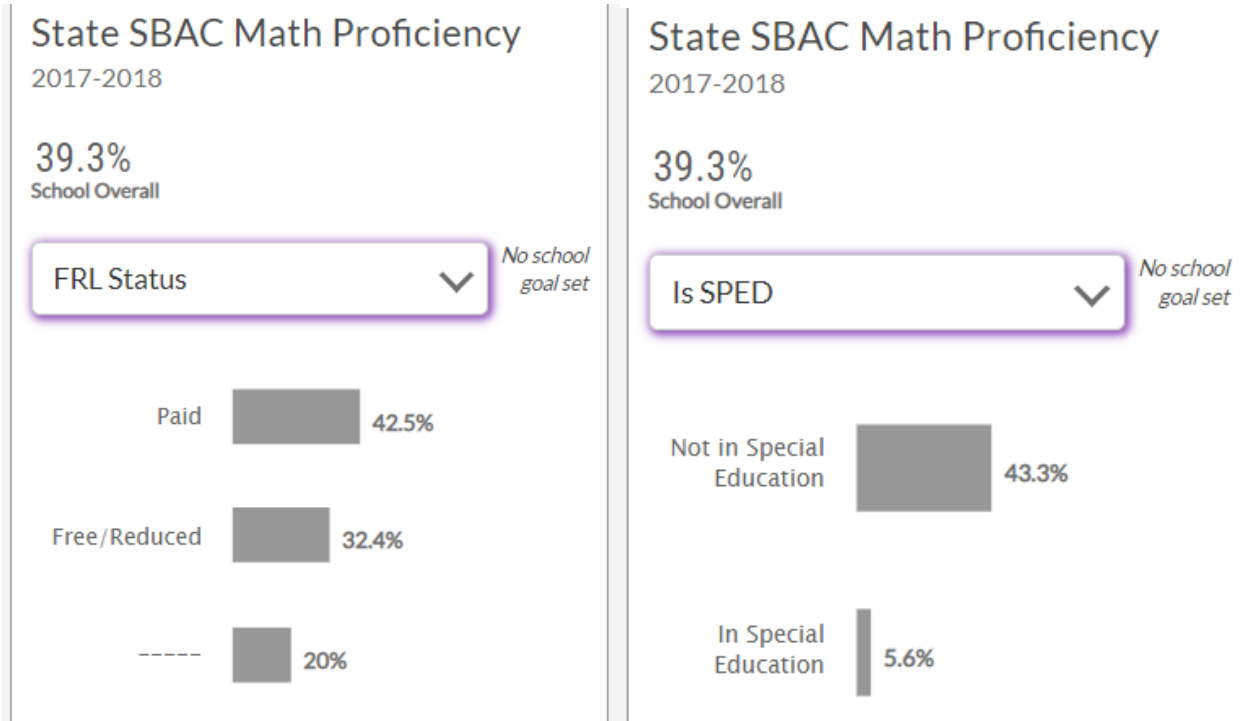 State SBAC Math Proficiency
2017-2018
39.3%
School Overall
FRL Status
No school
goal set
Paid
42.5%
Free/Reduced
32.4%
-----
20%
State SBAC Math Proficiency
2017-2018
39.3%
School Overall
Is SPED
No school
goal set
Not in Special
Education
43.3%
In Special
Education
5.6%